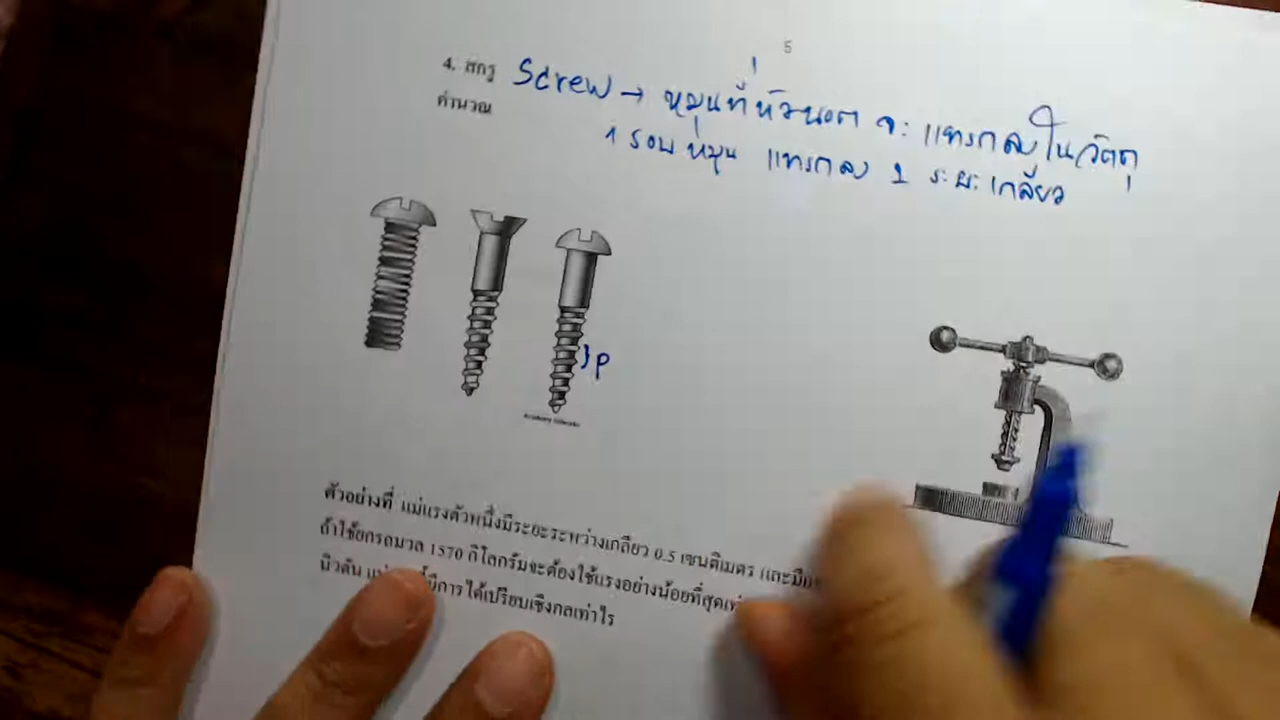 5
4. สกรู Screw → หมุนที่หัวนอต จะ แทรกลงในวัตถุ
คำนวณ 1 รอบหมุน แทรกลง 1 ระยะเกลียว
}P
ตัวอย่างที่ แม่แรงตัวหนึ่งมีระยะระหว่างเกลียว 0.5 เซนติเมตร และมี
ถ้าใช้ยกรถมวล 1570 กิโลกรัมจะต้องใช้แรงอย่างน้อยที่สุด
นิวตัน มีการได้เปรียบเชิงกลเท่าไร